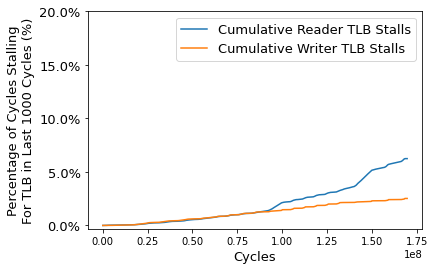 20.0%
15.0%
10.0%
5.0%
0.0%
Percentage of Cycles Stalling
For TLB in Last 1000 Cycles (%)
Cumulative Reader TLB Stalls
Cumulative Writer TLB Stalls
0.00 0.25 0.50 0.75 1.00 1.25 1.50 1.75
1e8
Cycles